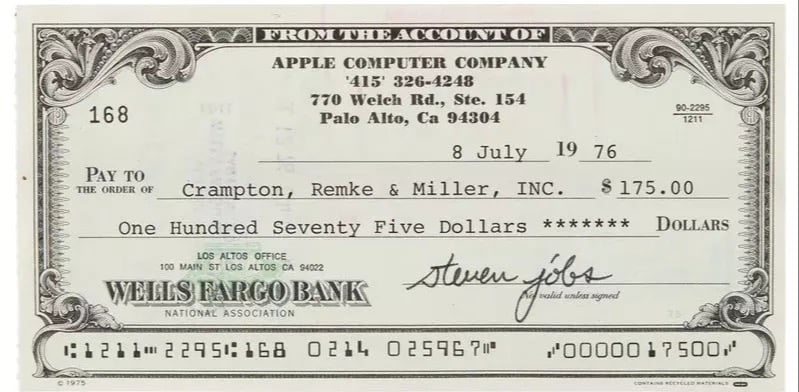 FROM THE ACCOUNT OF
APPLE COMPUTER COMPANY
'415' 326-4248
770 Welch Rd., Ste. 154
Palo Alto, Ca 94304
168
90-2295
1211
8 July 19 76
PAY TO
THE ORDER OF Crampton, Remke & Miller, INC. $ 175.00
One Hundred Seventy Five Dollars ******* DOLLARS
LOS ALTOS OFFICE
100 MAIN ST LOS ALTOS CA 94022
WELLS FARGO BANK
NATIONAL ASSOCIATION
steven jobs
Not valid unless signed
⑆1211⑉2295⑆168 0214 025967⑈ ⑇0000017500⑇
© 1975
CONTAINS RECYCLED MATERIALS